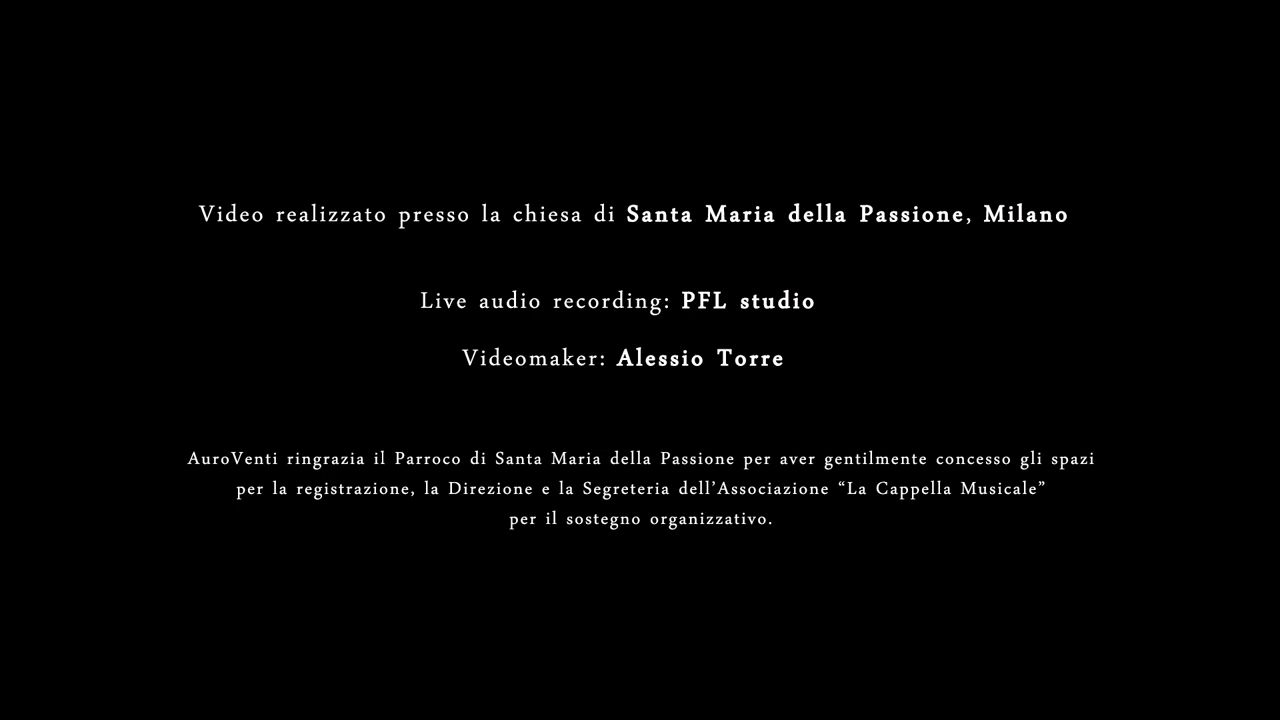 Video realizzato presso la chiesa di Santa Maria della Passione, Milano
Live audio recording: PFL studio
Videomaker: Alessio Torre
AuroVenti ringrazia il Parroco di Santa Maria della Passione per aver gentilmente concesso gli spazi
per la registrazione, la Direzione e la Segreteria dell’Associazione “La Cappella Musicale”
per il sostegno organizzativo.